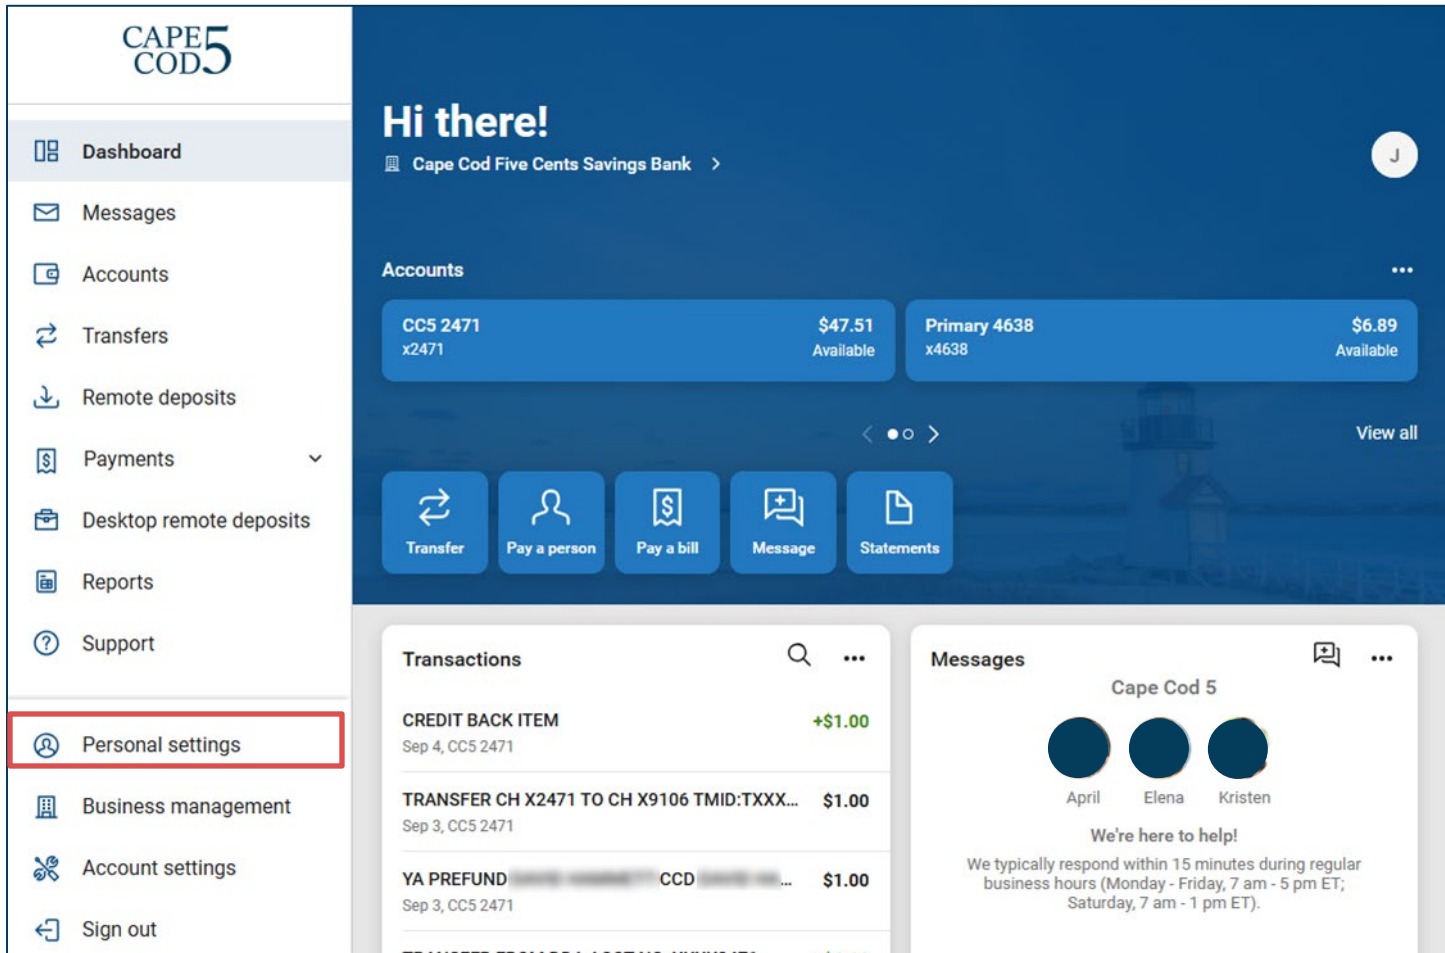 CAPE
COD5
Dashboard
Messages
Accounts
Transfers
Remote deposits
Payments
Desktop remote deposits
Reports
Support
Personal settings
Business management
Account settings
Sign out
Hi there!
Cape Cod Five Cents Savings Bank
J
Accounts
CC5 2471 $47.51
x2471 Available
Primary 4638 $6.89
x4638 Available
View all
Transfer
Pay a person
Pay a bill
Message
Statements
Transactions
CREDIT BACK ITEM +$1.00
Sep 4, CC5 2471
TRANSFER CH X2471 TO CH X9106 TMID:TXXX... $1.00
Sep 3, CC5 2471
YA PREFUND CCD ... $1.00
Sep 3, CC5 2471
Messages
Cape Cod 5
April Elena Kristen
We're here to help!
We typically respond within 15 minutes during regular
business hours (Monday - Friday, 7 am - 5 pm ET;
Saturday, 7 am - 1 pm ET).